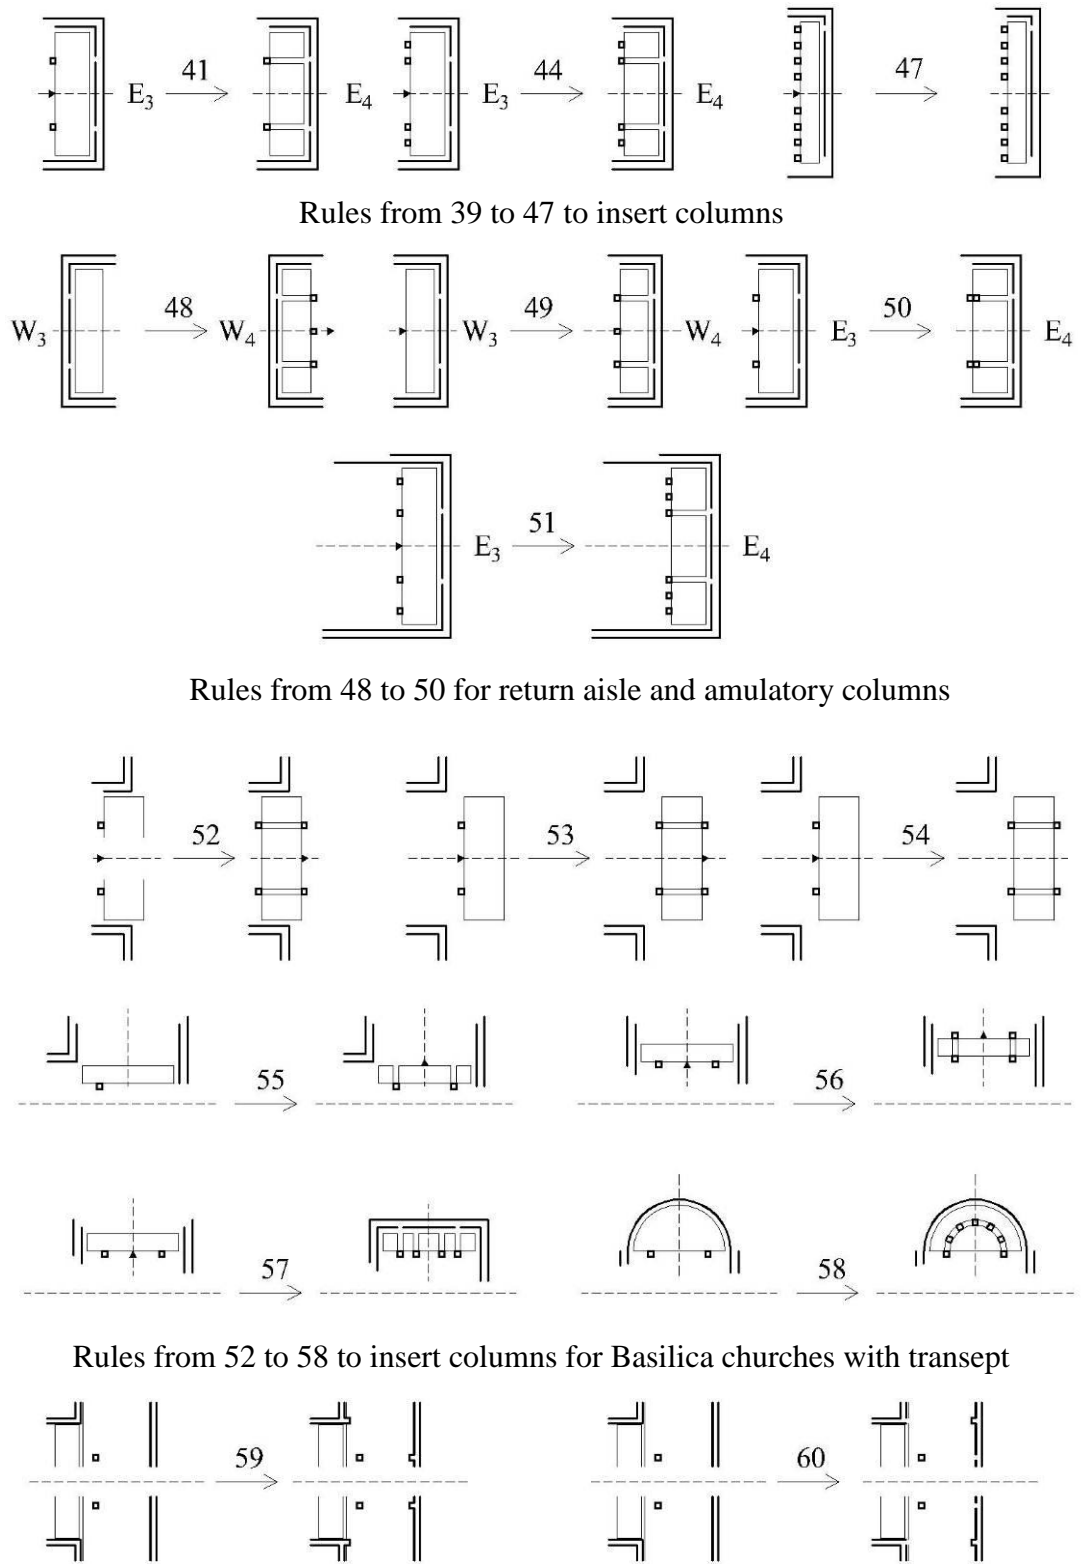 41 E3 E4 44 E3 E4 47
Rules from 39 to 47 to insert columns
W3 48 W4 W3 49 W4 E3 50 E4
E3 51 E4
Rules from 48 to 50 for return aisle and amulatory columns
52 53 54
55 56
57 58
Rules from 52 to 58 to insert columns for Basilica churches with transept
59 60